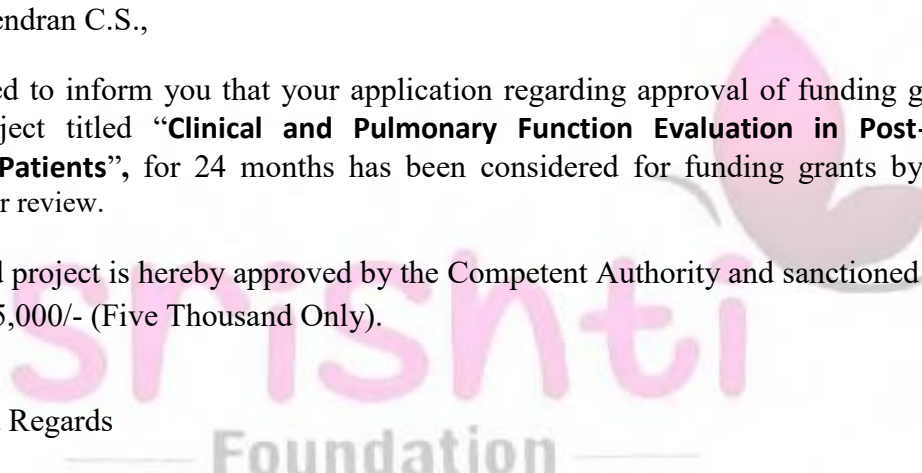 endran C.S.,
ed to inform you that your application regarding approval of funding g
ject titled “Clinical and Pulmonary Function Evaluation in Post-
Patients”, for 24 months has been considered for funding grants by
r review.
d project is hereby approved by the Competent Authority and sanctioned
5,000/- (Five Thousand Only).
srishti
Regards
Foundation